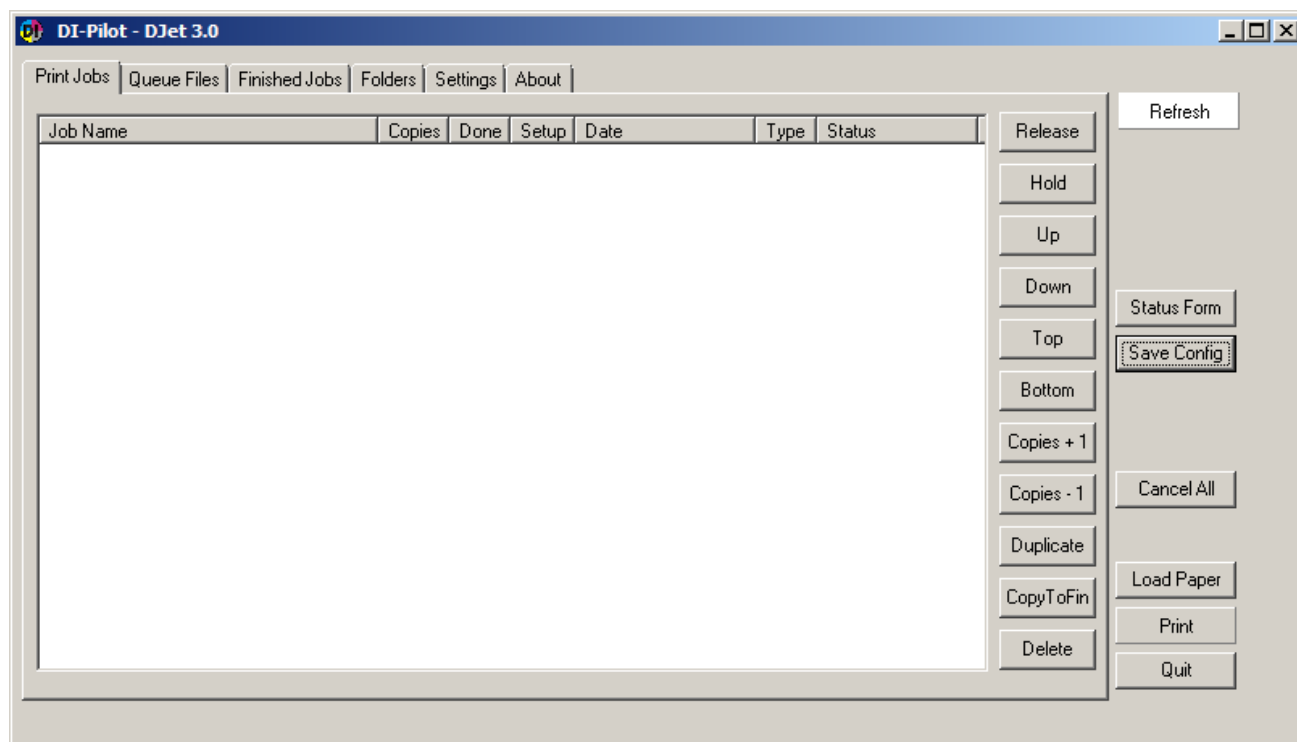 DI-Pilot - DJet 3.0
Print Jobs Queue Files Finished Jobs Folders Settings About
Refresh
Job Name Copies Done Setup Date Type Status
Release
Hold
Up
Down
Status Form
Top
Save Config
Bottom
Copies + 1
Copies - 1
Cancel All
Duplicate
Load Paper
CopyToFin
Print
Delete
Quit